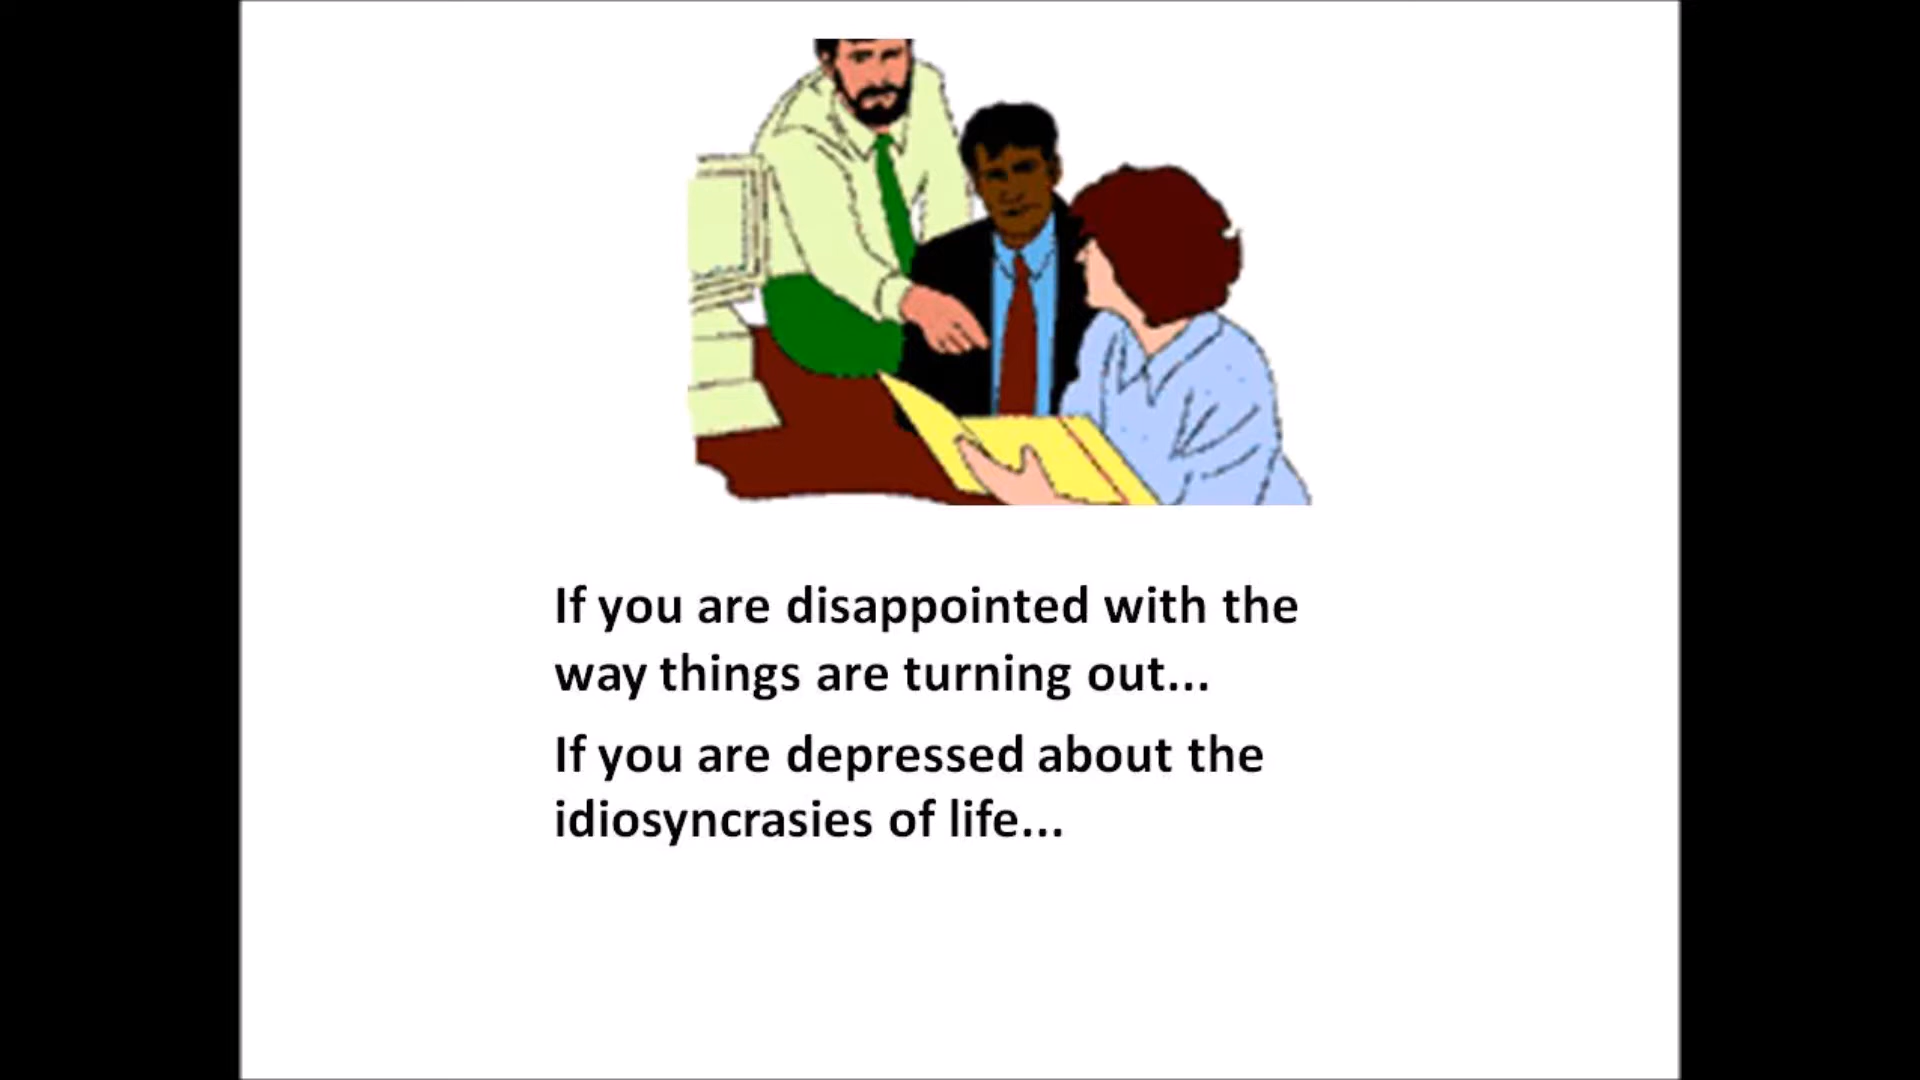 If you are disappointed with the
way things are turning out...
If you are depressed about the
idiosyncrasies of life...